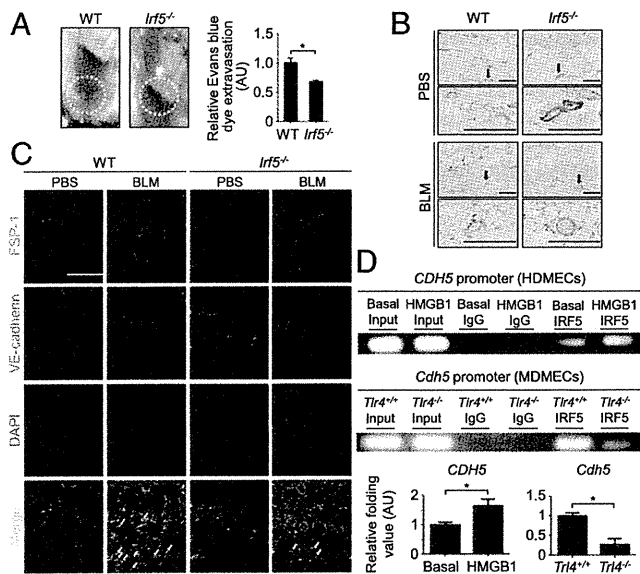 A
WT Irf5-/-
Relative Evans blue
dye extravasation
(AU)
1.5
1.0
0.5
0
*
WT Irf5-/-
B
WT Irf5-/-
PBS
BLM
C
WT Irf5-/-
PBS BLM PBS BLM
FSP-1
VE-cadherin
DAPI
Merge
D
CDH5 promoter (HDMECs)
Basal HMGB1 Basal HMGB1 Basal HMGB1
Input Input IgG IgG IRF5 IRF5
Cdh5 promoter (MDMECs)
Tlr4+/+ Tlr4-/- Tlr4+/+ Tlr4-/- Tlr4+/+ Tlr4-/-
Input Input IgG IgG IRF5 IRF5
Relative folding
value (AU)
CDH5
2
1
0
*
Basal HMGB1
Cdh5
1.5
1
0.5
0
*
Trl4+/+ Trl4-/-